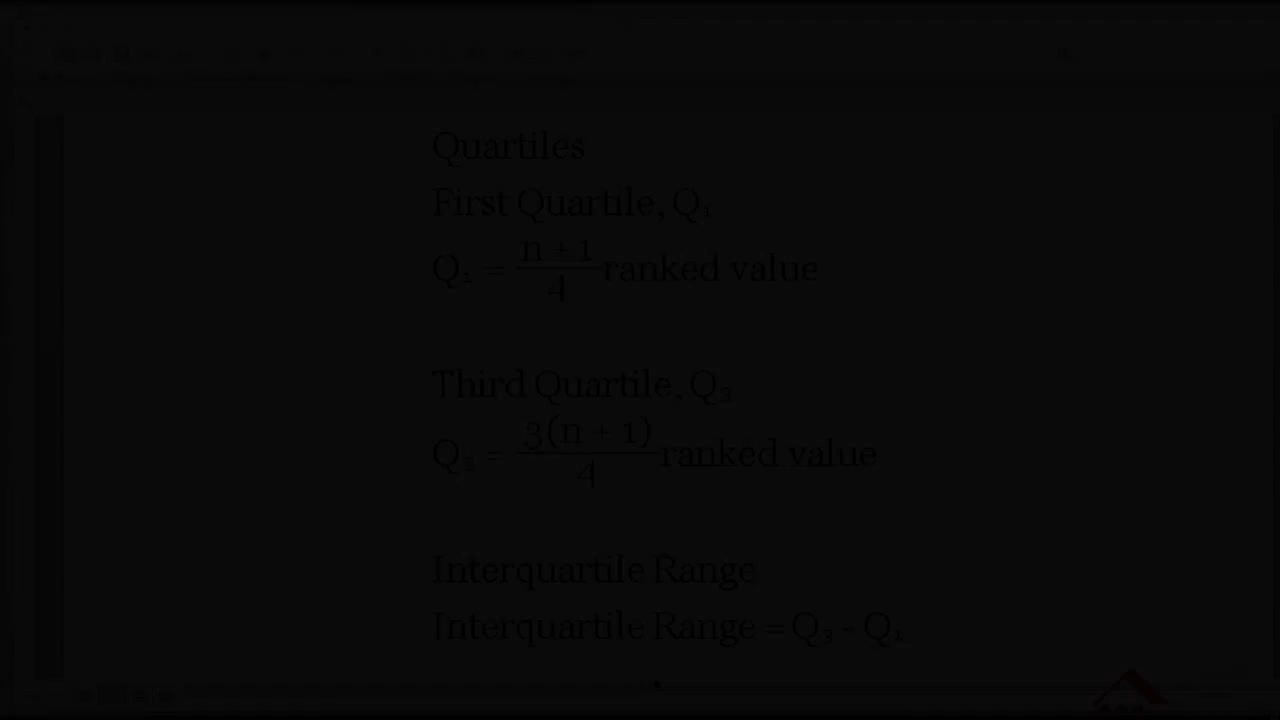 Quartiles
First Quartile, Q₁
Q₁ = (n + 1)/4 ranked value
Third Quartile, Q₃
Q₃ = 3(n + 1)/4 ranked value
Interquartile Range
Interquartile Range = Q₃ - Q₁